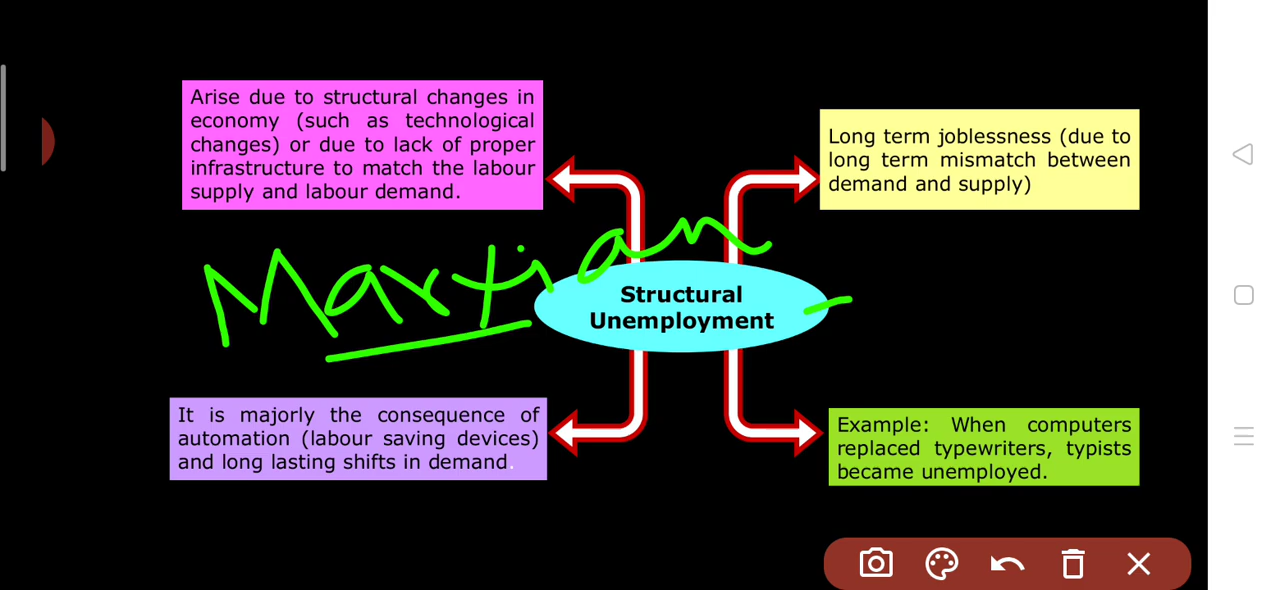 Arise due to structural changes in
economy (such as technological
changes) or due to lack of proper
infrastructure to match the labour
supply and labour demand.
Long term joblessness (due to
long term mismatch between
demand and supply)
Marxian
Structural
Unemployment
It is majorly the consequence of
automation (labour saving devices)
and long lasting shifts in demand.
Example: When computers
replaced typewriters, typists
became unemployed.